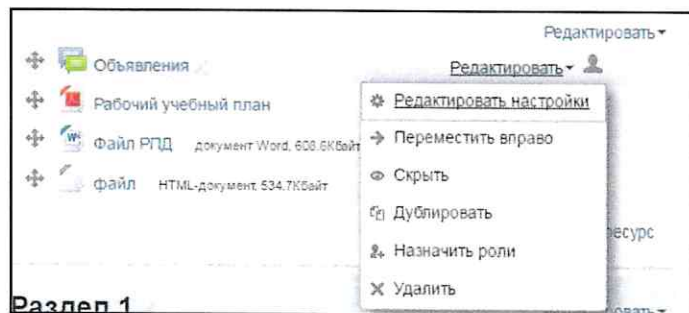 Редактировать
Объявления
Редактировать
Рабочий учебный план
Редактировать настройки
Файл РПД документ Word, 608.6Кбайт
Переместить вправо
файл HTML-документ, 534.7Кбайт
Скрыть
Дублировать
Назначить роли
Удалить
Раздел 1